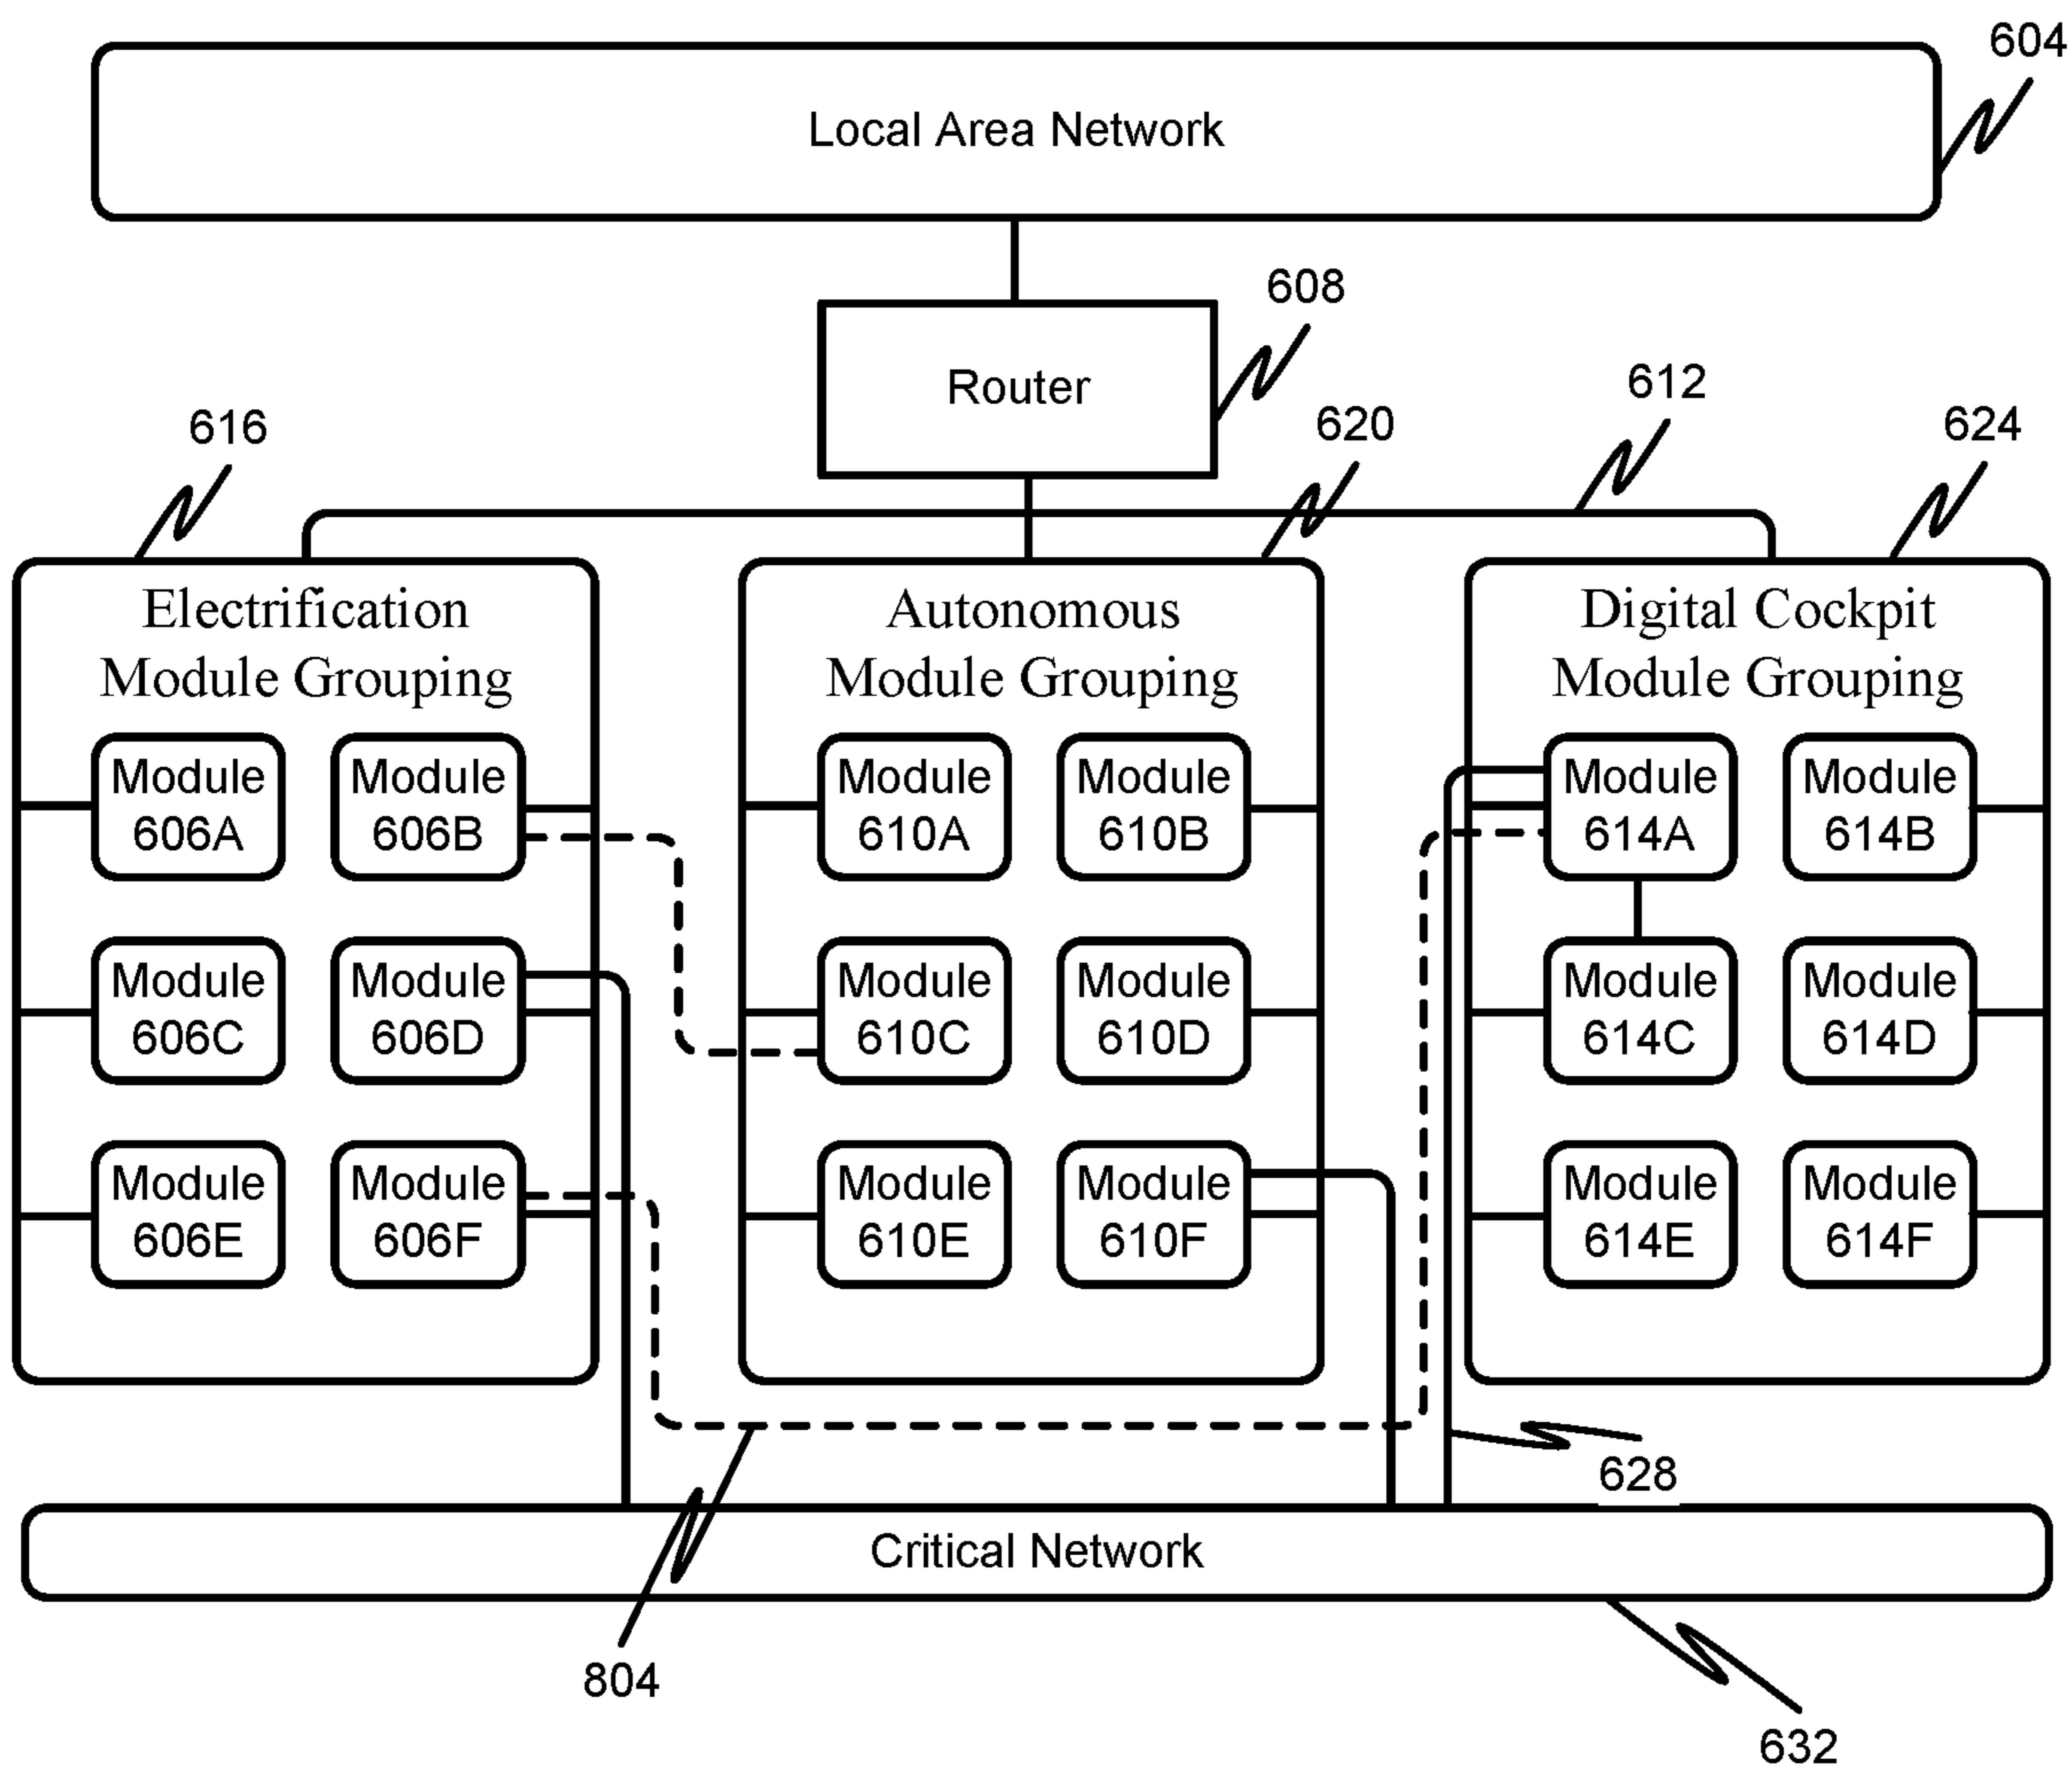 604
Local Area Network
608
Router
612
616
620
624
Electrification
Module Grouping
Autonomous
Module Grouping
Digital Cockpit
Module Grouping
Module
606A
Module
606B
Module
610A
Module
610B
Module
614A
Module
614B
Module
606C
Module
606D
Module
610C
Module
610D
Module
614C
Module
614D
Module
606E
Module
606F
Module
610E
Module
610F
Module
614E
Module
614F
628
Critical Network
804
632